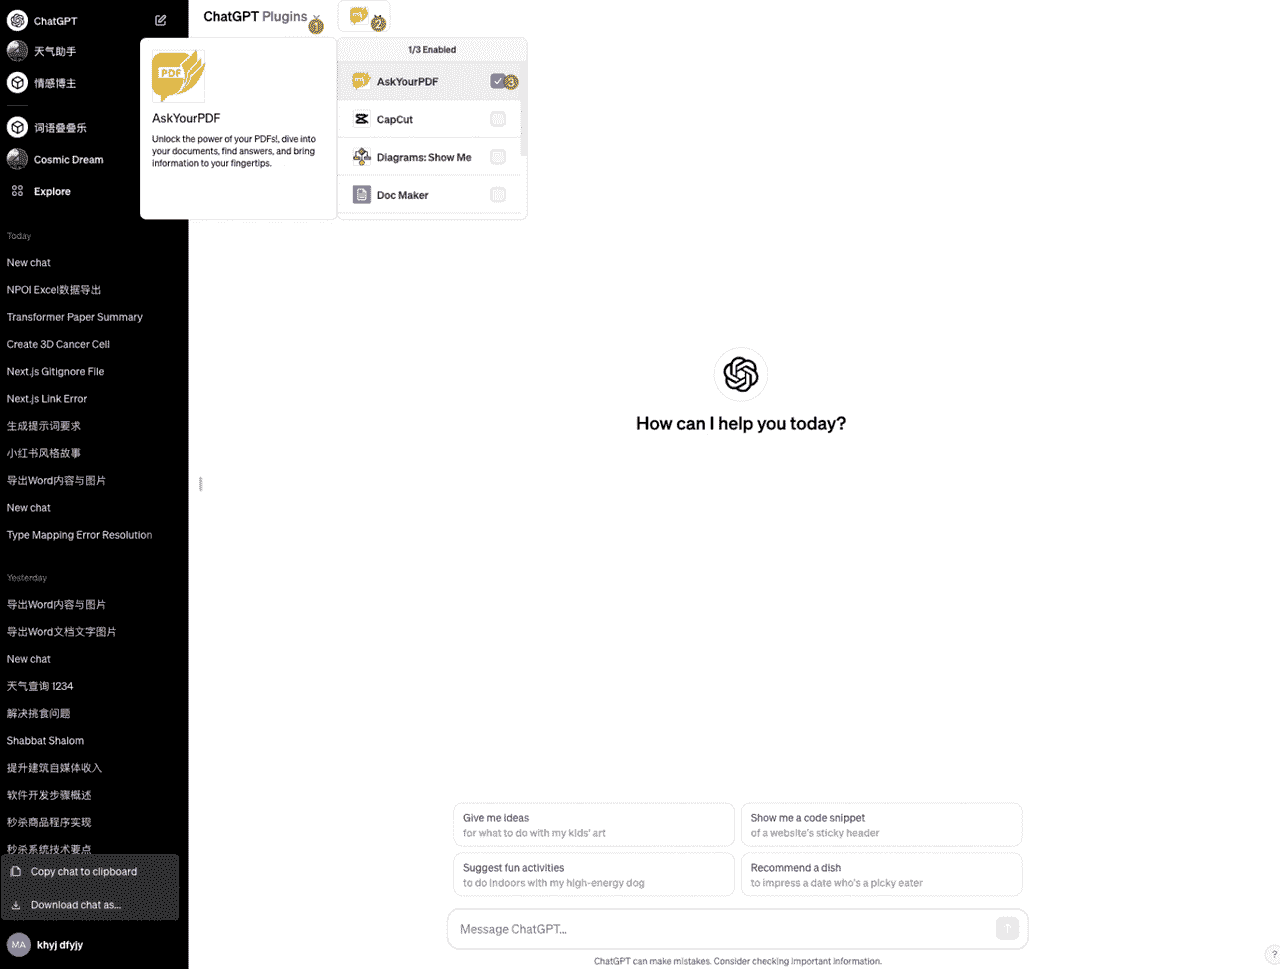 ChatGPT
天气助手
情感博主
词语叠叠乐
Cosmic Dream
Explore
Today
New chat
NPOI Excel数据导出
Transformer Paper Summary
Create 3D Cancer Cell
Next.js Gitignore File
Next.js Link Error
生成提示词要求
小红书风格故事
导出Word内容与图片
New chat
Type Mapping Error Resolution
Yesterday
导出Word内容与图片
导出Word文档文字图片
New chat
天气查询 1234
解决挑食问题
Shabbat Shalom
提升建筑自媒体收入
软件开发步骤概述
秒杀商品程序实现
秒杀系统技术要点
Copy chat to clipboard
Download chat as...
MA
khyj dfyjy
ChatGPT Plugins
1
2
PDF
AskYourPDF
Unlock the power of your PDFs!, dive into
your documents, find answers, and bring
information to your fingertips.
1/3 Enabled
AskYourPDF
3
CapCut
Diagrams: Show Me
Doc Maker
How can I help you today?
Give me ideas
for what to do with my kids' art
Show me a code snippet
of a website's sticky header
Suggest fun activities
to do indoors with my high-energy dog
Recommend a dish
to impress a date who's a picky eater
Message ChatGPT...
ChatGPT can make mistakes. Consider checking important information.
?